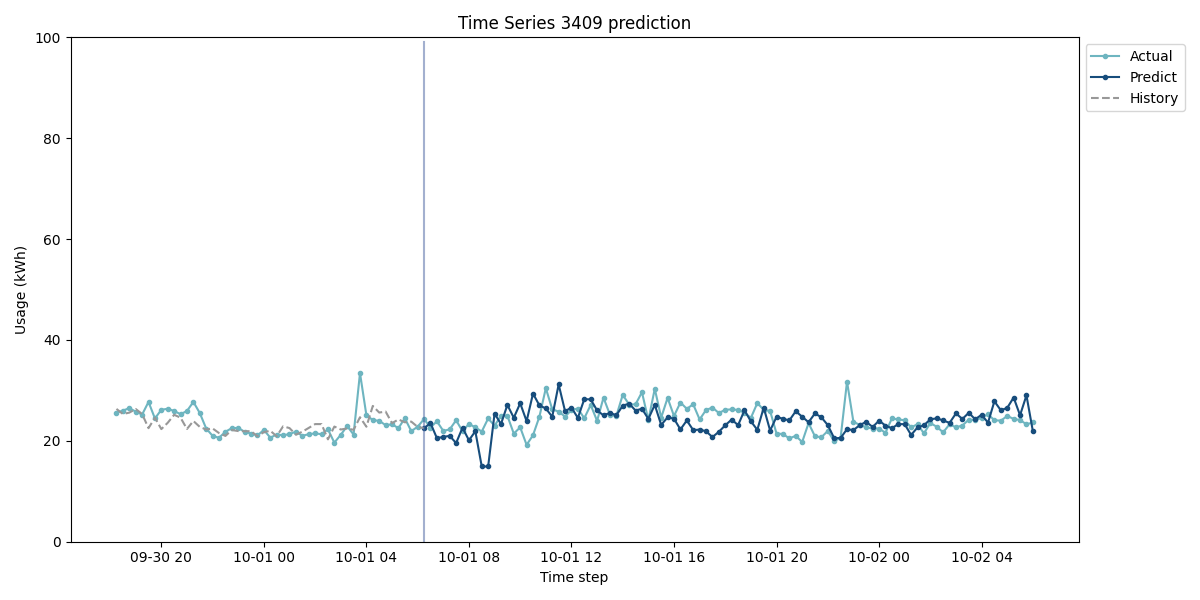 Time Series 3409 prediction
100
80
60
40
20
0
Usage (kWh)
09-30 20
10-01 00
10-01 04
10-01 08
10-01 12
10-01 16
10-01 20
10-02 00
10-02 04
Time step
Actual
Predict
History